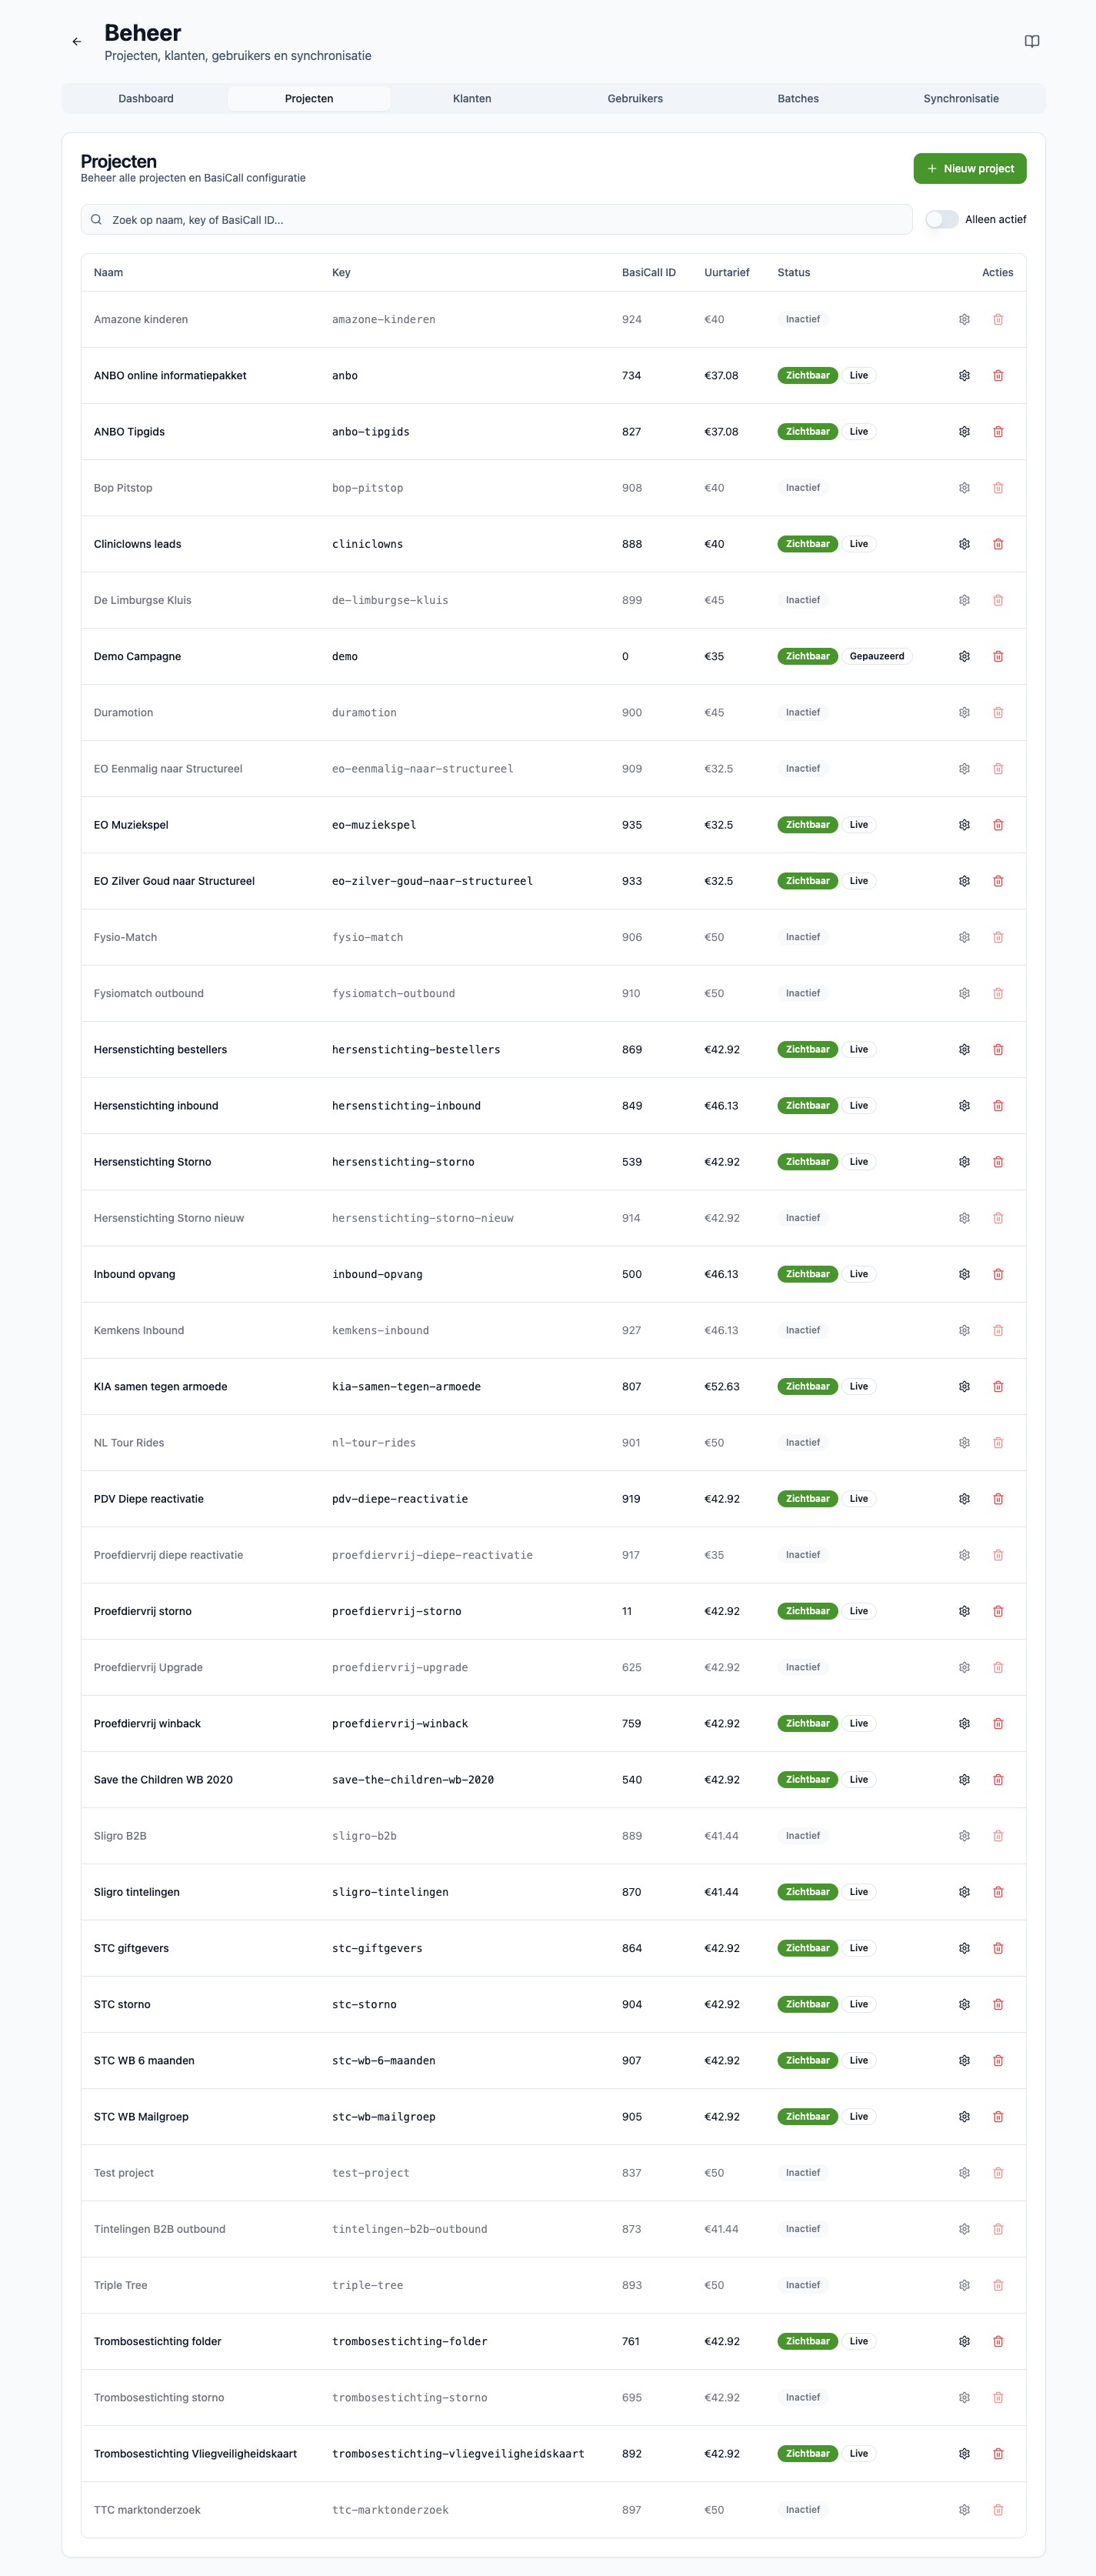 Beheer
Projecten, klanten, gebruikers en synchronisatie
Dashboard Projecten Klanten Gebruikers Batches Synchronisatie
Projecten
Beheer alle projecten en BasiCall configuratie
Nieuw project
Zoek op naam, key of BasiCall ID...
Alleen actief
Naam Key BasiCall ID Uurtarief Status Acties
Amazone kinderen amazone-kinderen 924 €40 Inactief
ANBO online informatiepakket anbo 734 €37.08 Zichtbaar Live
ANBO Tipgids anbo-tipgids 827 €37.08 Zichtbaar Live
Bop Pitstop bop-pitstop 908 €40 Inactief
Cliniclowns leads cliniclowns 888 €40 Zichtbaar Live
De Limburgse Kluis de-limburgse-kluis 899 €45 Inactief
Demo Campagne demo 0 €35 Zichtbaar Gepauzeerd
Duramotion duramotion 900 €45 Inactief
EO Eenmalig naar Structureel eo-eenmalig-naar-structureel 909 €32.5 Inactief
EO Muziekspel eo-muziekspel 935 €32.5 Zichtbaar Live
EO Zilver Goud naar Structureel eo-zilver-goud-naar-structureel 933 €32.5 Zichtbaar Live
Fysio-Match fysio-match 906 €50 Inactief
Fysiomatch outbound fysiomatch-outbound 910 €50 Inactief
Hersenstichting bestellers hersenstichting-bestellers 869 €42.92 Zichtbaar Live
Hersenstichting inbound hersenstichting-inbound 849 €46.13 Zichtbaar Live
Hersenstichting Storno hersenstichting-storno 539 €42.92 Zichtbaar Live
Hersenstichting Storno nieuw hersenstichting-storno-nieuw 914 €42.92 Inactief
Inbound opvang inbound-opvang 500 €46.13 Zichtbaar Live
Kemkens Inbound kemkens-inbound 927 €46.13 Inactief
KIA samen tegen armoede kia-samen-tegen-armoede 807 €52.63 Zichtbaar Live
NL Tour Rides nl-tour-rides 901 €50 Inactief
PDV Diepe reactivatie pdv-diepe-reactivatie 919 €42.92 Zichtbaar Live
Proefdiervrij diepe reactivatie proefdiervrij-diepe-reactivatie 917 €35 Inactief
Proefdiervrij storno proefdiervrij-storno 11 €42.92 Zichtbaar Live
Proefdiervrij Upgrade proefdiervrij-upgrade 625 €42.92 Inactief
Proefdiervrij winback proefdiervrij-winback 759 €42.92 Zichtbaar Live
Save the Children WB 2020 save-the-children-wb-2020 540 €42.92 Zichtbaar Live
Sligro B2B sligro-b2b 889 €41.44 Inactief
Sligro tintelingen sligro-tintelingen 870 €41.44 Zichtbaar Live
STC giftgevers stc-giftgevers 864 €42.92 Zichtbaar Live
STC storno stc-storno 904 €42.92 Zichtbaar Live
STC WB 6 maanden stc-wb-6-maanden 907 €42.92 Zichtbaar Live
STC WB Mailgroep stc-wb-mailgroep 905 €42.92 Zichtbaar Live
Test project test-project 837 €50 Inactief
Tintelingen B2B outbound tintelingen-b2b-outbound 873 €41.44 Inactief
Triple Tree triple-tree 893 €50 Inactief
Trombosestichting folder trombosestichting-folder 761 €42.92 Zichtbaar Live
Trombosestichting storno trombosestichting-storno 695 €42.92 Inactief
Trombosestichting Vliegveiligheidskaart trombosestichting-vliegveiligheidskaart 892 €42.92 Zichtbaar Live
TTC marktonderzoek ttc-marktonderzoek 897 €50 Inactief